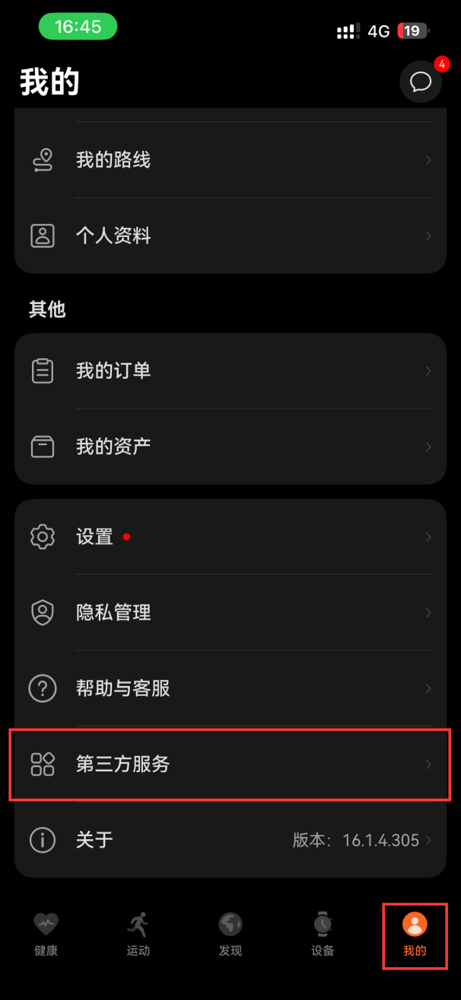 16:45
4G 19
我的
4
我的路线
个人资料
其他
我的订单
我的资产
设置
隐私管理
帮助与客服
第三方服务
关于 版本：16.1.4.305
健康 运动 发现 设备 我的